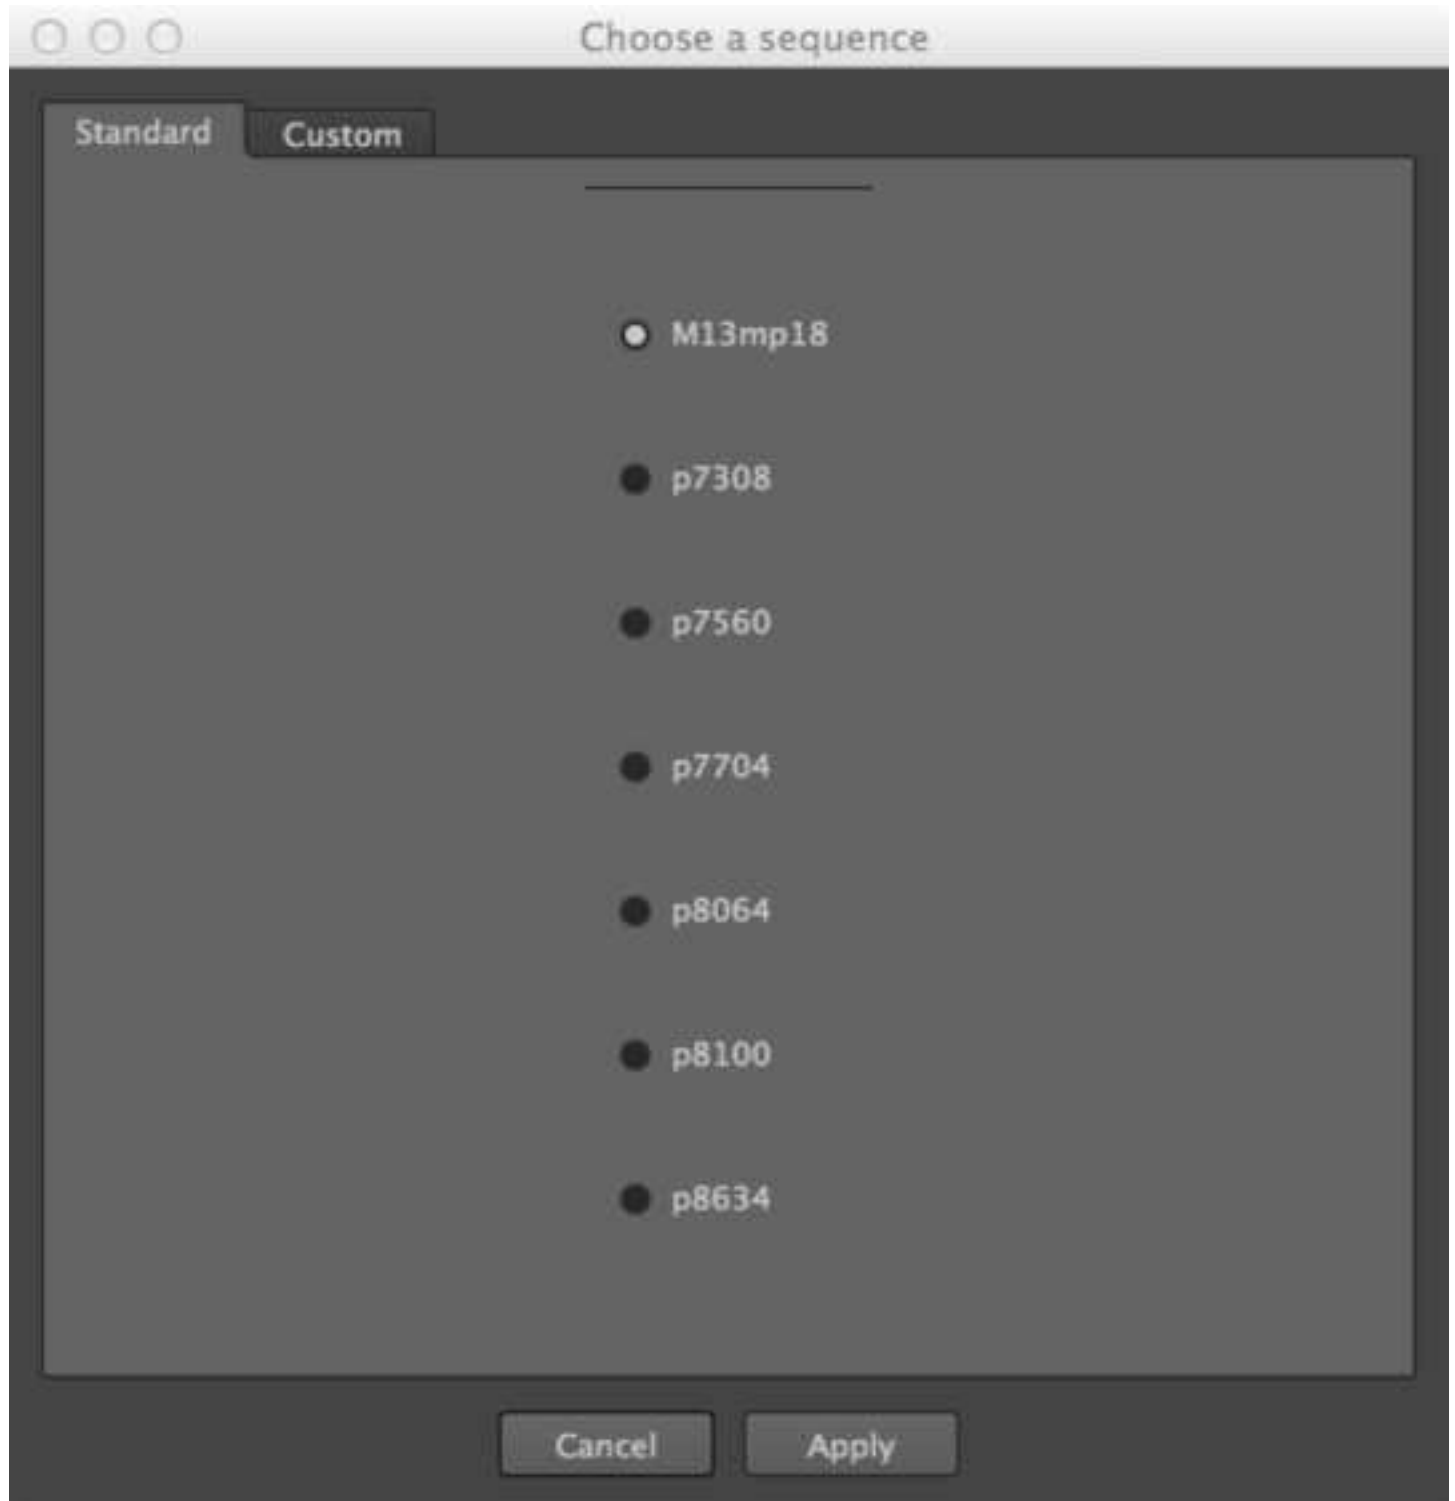 Choose a sequence
Standard Custom
M13mp18
p7308
p7560
p7704
p8064
p8100
p8634
Cancel Apply